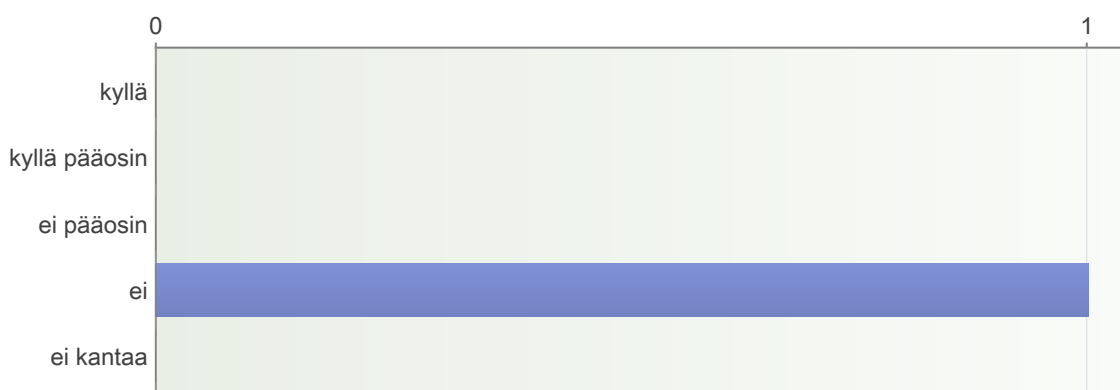 0 1
kyllä
kyllä pääosin
ei pääosin
ei
ei kantaa